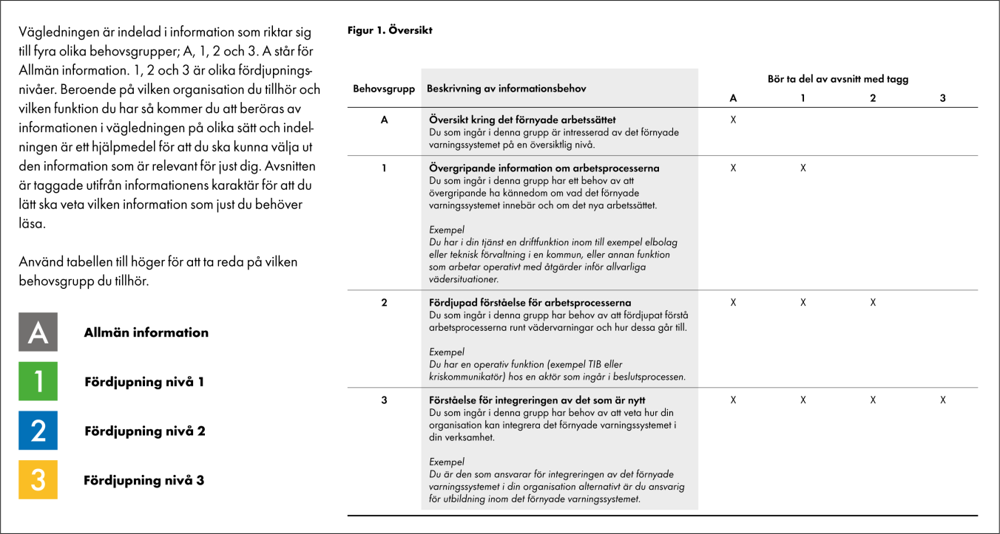 Vägledningen är indelad i information som riktar sig
till fyra olika behovsgrupper; A, 1, 2 och 3. A står för
Allmän information. 1, 2 och 3 är olika fördjupnings-
nivåer. Beroende på vilken organisation du tillhör och
vilken funktion du har så kommer du att beröras av
informationen i vägledningen på olika sätt och indel-
ningen är ett hjälpmedel för att du ska kunna välja ut
den information som är relevant för just dig. Avsnitten
är taggade utifrån informationens karaktär för att du
lätt ska veta vilken information som just du behöver
läsa.
Använd tabellen till höger för att ta reda på vilken
behovsgrupp du tillhör.
A Allmän information
1 Fördjupning nivå 1
2 Fördjupning nivå 2
3 Fördjupning nivå 3
Figur 1. Översikt
Bör ta del av avsnitt med tagg
Behovsgrupp Beskrivning av informationsbehov
A 1 2 3
A Översikt kring det förnyade arbetssättet X
Du som ingår i denna grupp är intresserad av det förnyade
varningssystemet på en översiktlig nivå.
1 Övergripande information om arbetsprocesserna X X
Du som ingår i denna grupp har ett behov av att
övergripande ha kännedom om vad det förnyade
varningssystemet innebär och om det nya arbetssättet.
Exempel
Du har i din tjänst en driftfunktion inom till exempel elbolag
eller teknisk förvaltning i en kommun, eller annan funktion
som arbetar operativt med åtgärder inför allvarliga
vädersituationer.
2 Fördjupad förståelse för arbetsprocesserna X X X
Du som ingår i denna grupp har behov av att fördjupat förstå
arbetsprocesserna runt vädervarningar och hur dessa går till.
Exempel
Du har en operativ funktion (exempel TIB eller
kriskommunikatör) hos en aktör som ingår i beslutsprocessen.
3 Förståelse för integreringen av det som är nytt X X X X
Du som ingår i denna grupp har behov av att veta hur din
organisation kan integrera det förnyade varningssystemet i
din verksamhet.
Exempel
Du är den som ansvarar för integreringen av det förnyade
varningssystemet i din organisation alternativt är du ansvarig
för utbildning inom det förnyade varningssystemet.